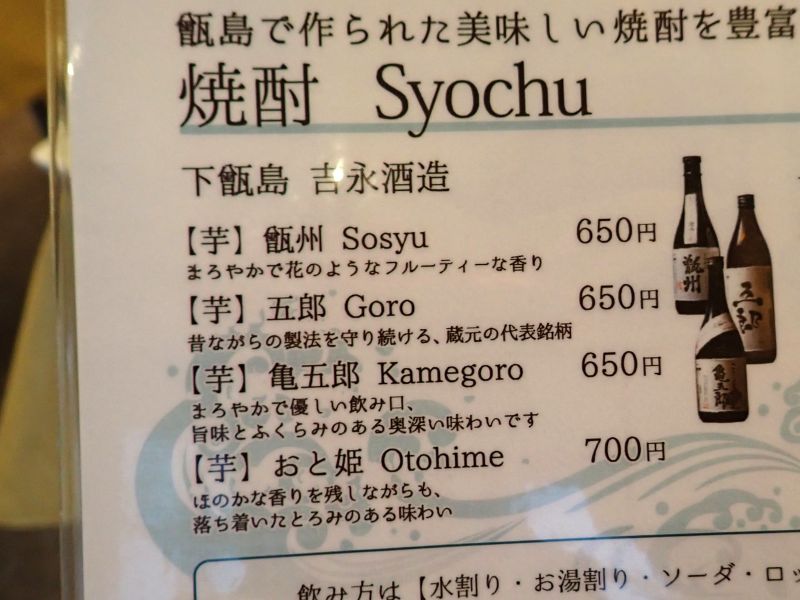 甑島で作られた美味しい焼酎を豊富
焼酎 Syochu
下甑島 吉永酒造
【芋】甑州 Sosyu 650円
まろやかで花のようなフルーティーな香り
【芋】五郎 Goro 650円
昔ながらの製法を守り続ける、蔵元の代表銘柄
【芋】亀五郎 Kamegoro 650円
まろやかで優しい飲み口、
旨味とふくらみのある奥深い味わいです
【芋】おと姫 Otohime 700円
ほのかな香りを残しながらも、
落ち着いたとろみのある味わい
飲み方は【水割り・お湯割り・ソーダ・ロッ
甑州
五郎
亀五郎